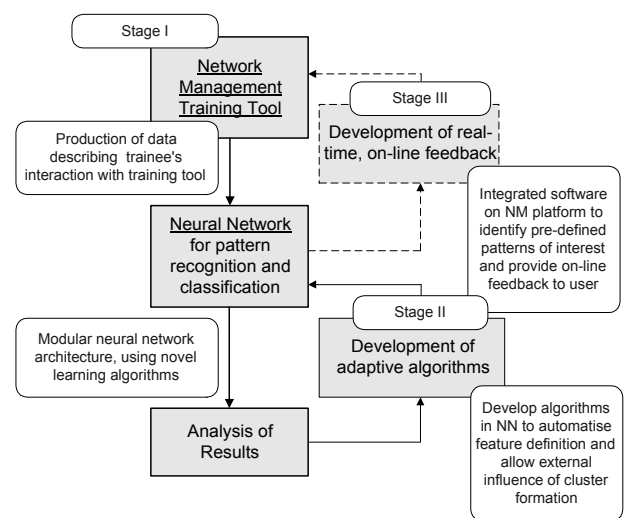 Stage I
Network
Management
Training Tool
Stage III
Development of real-
time, on-line feedback
Production of data
describing trainee's
interaction with training tool
Integrated software
on NM platform to
identify pre-defined
patterns of interest
and provide on-line
feedback to user
Neural Network
for pattern
recognition and
classification
Stage II
Development of
adaptive algorithms
Modular neural network
architecture, using novel
learning algorithms
Develop algorithms
in NN to automatise
feature definition and
allow external
influence of cluster
formation
Analysis of
Results